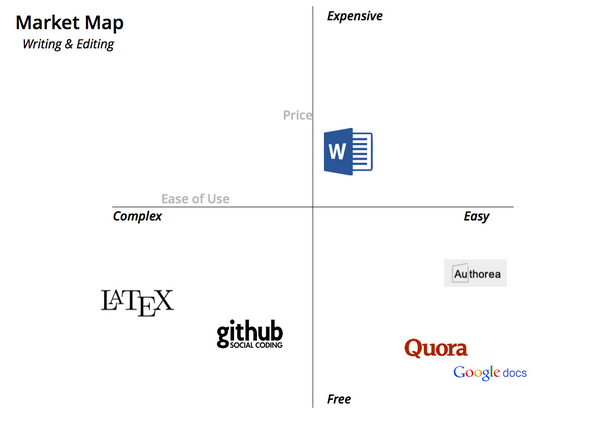 Market Map
Writing & Editing
Expensive
Price
W
Ease of Use
Complex
Easy
Authorea
LATEX
github
SOCIAL CODING
Quora
Google docs
Free